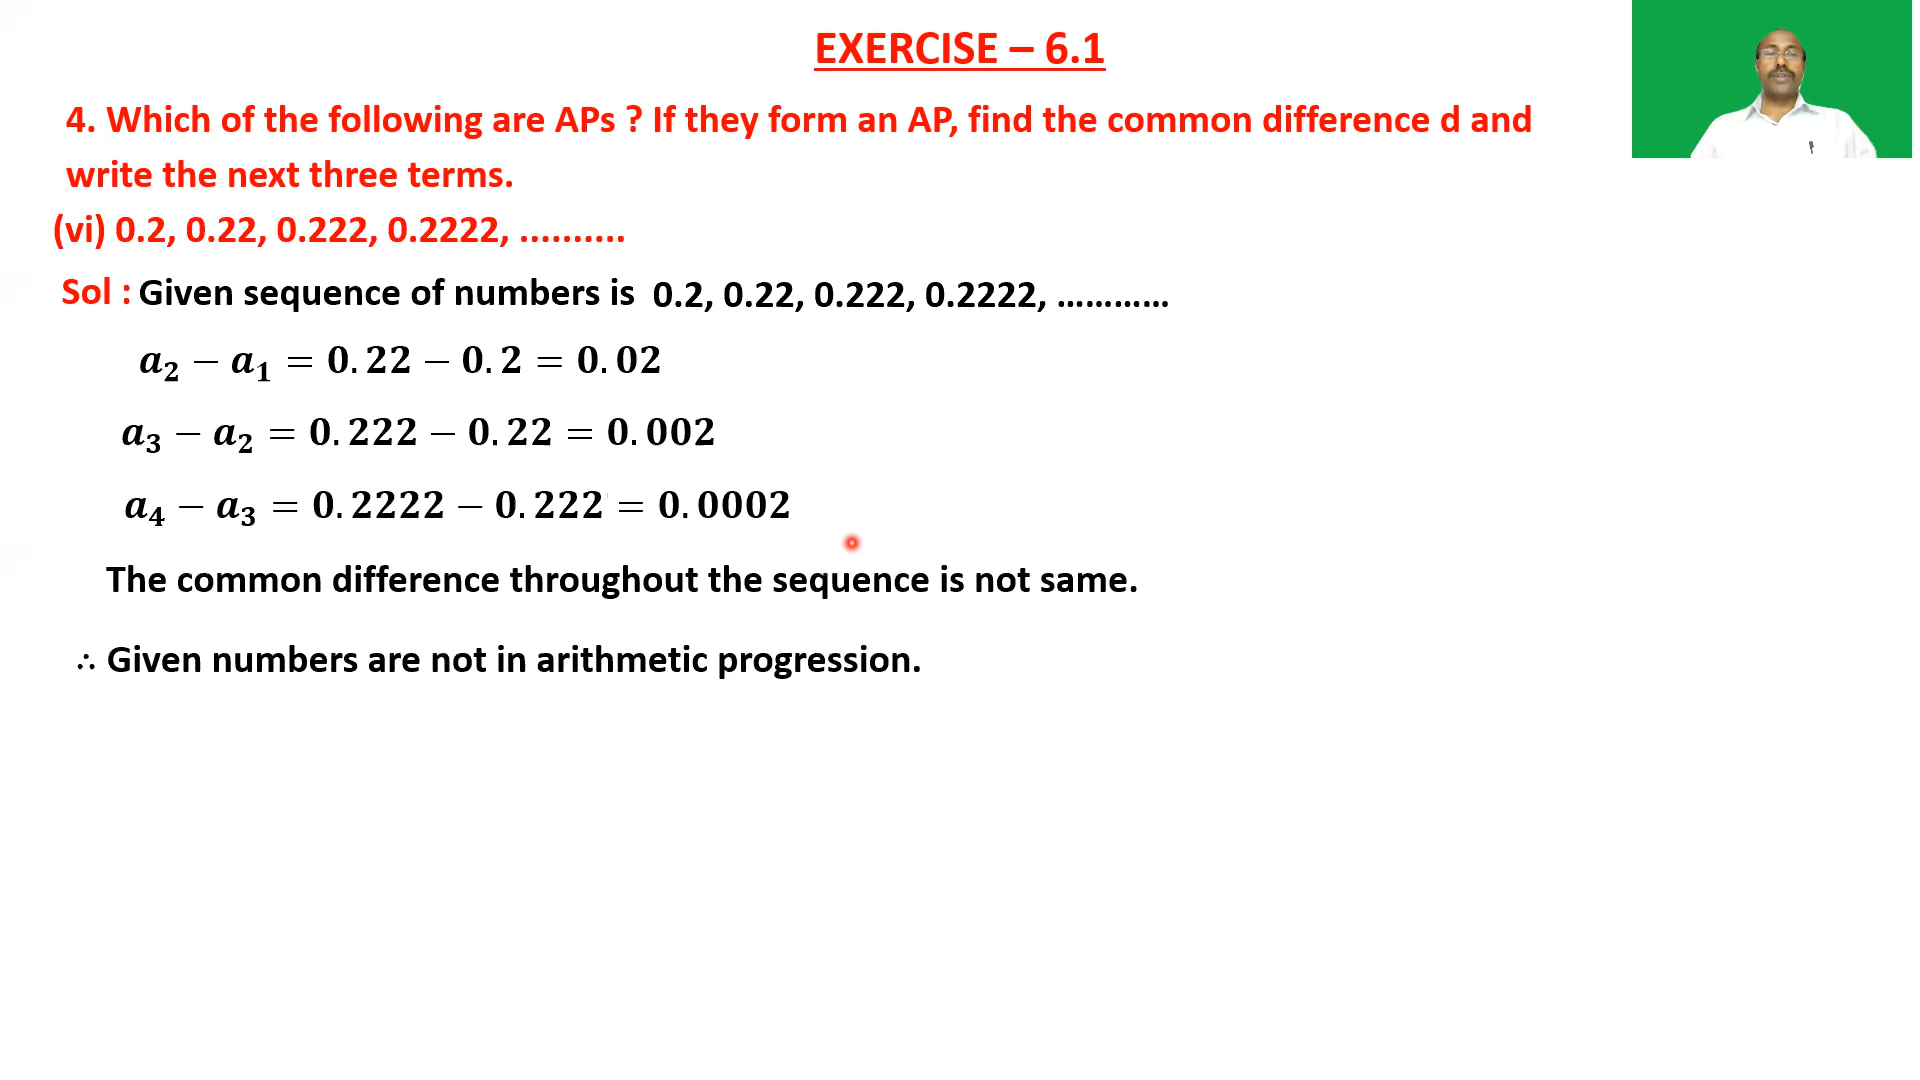 EXERCISE – 6.1
4. Which of the following are APs ? If they form an AP, find the common difference d and
write the next three terms.
(vi) 0.2, 0.22, 0.222, 0.2222, ..........
Sol : Given sequence of numbers is 0.2, 0.22, 0.222, 0.2222, ............
a₂ − a₁ = 0.22 − 0.2 = 0.02
a₃ − a₂ = 0.222 − 0.22 = 0.002
a₄ − a₃ = 0.2222 − 0.222 = 0.0002
The common difference throughout the sequence is not same.
∴ Given numbers are not in arithmetic progression.